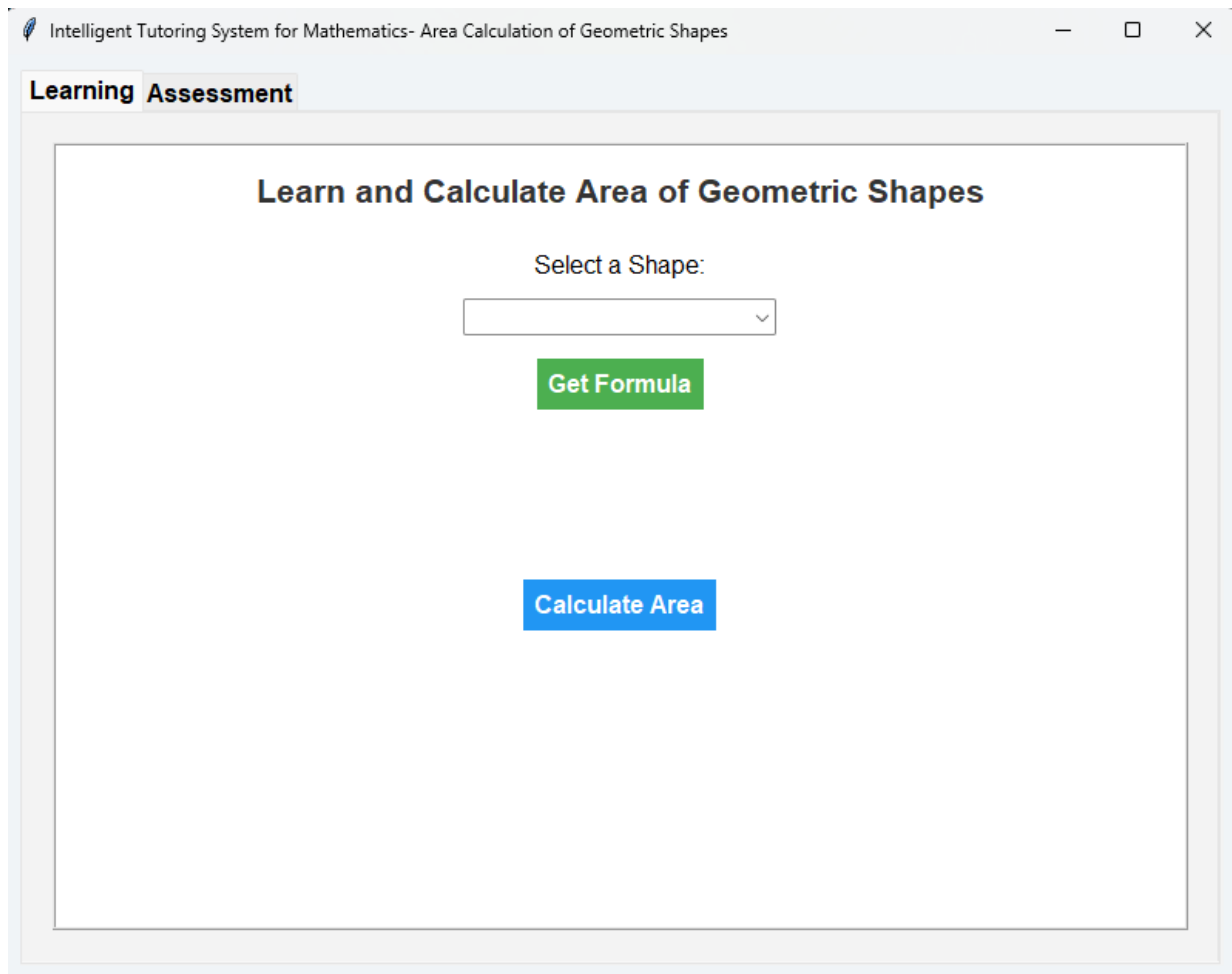 Intelligent Tutoring System for Mathematics- Area Calculation of Geometric Shapes
Learning Assessment
Learn and Calculate Area of Geometric Shapes
Select a Shape:
Get Formula
Calculate Area